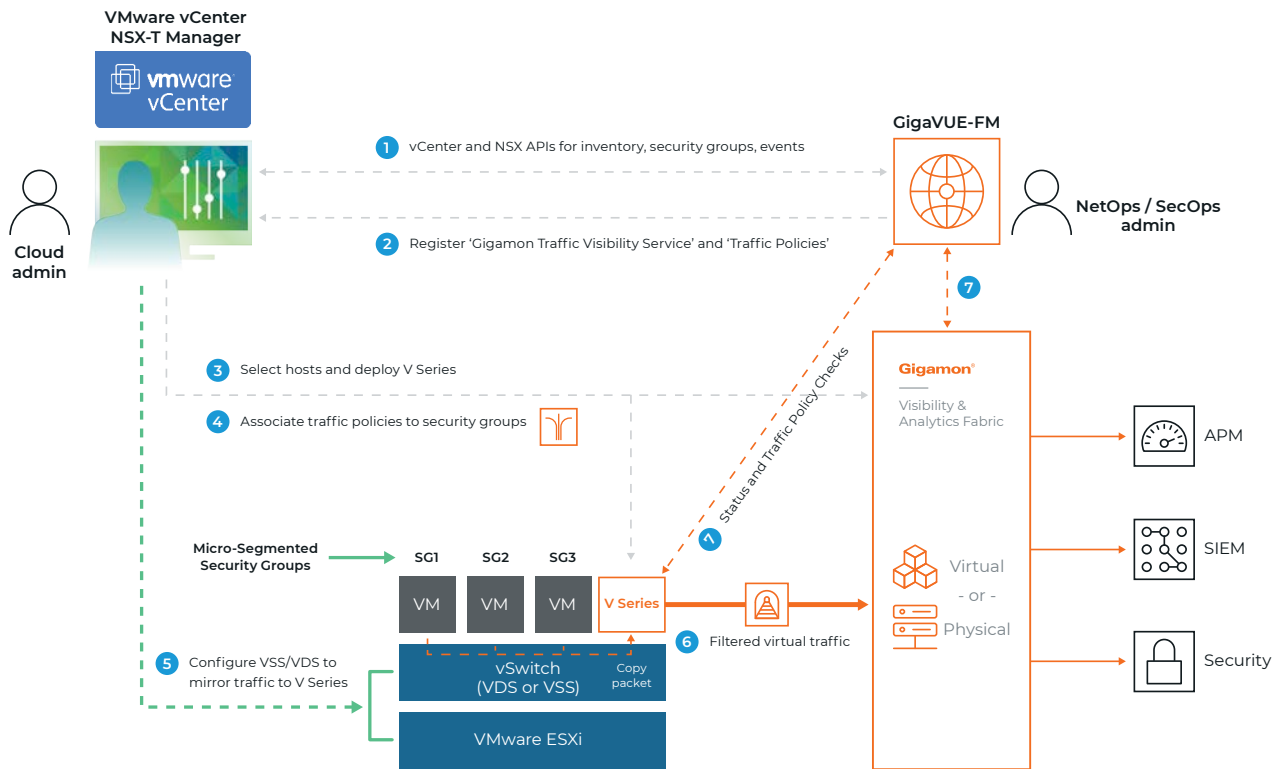 VMware vCenter
NSX-T Manager
vmware
vCenter
Cloud
admin
1 vCenter and NSX APIs for inventory, security groups, events
2 Register ‘Gigamon Traffic Visibility Service’ and ‘Traffic Policies’
GigaVUE-FM
NetOps / SecOps
admin
7
3 Select hosts and deploy V Series
4 Associate traffic policies to security groups
7 Status and Traffic Policy Checks
Gigamon®
Visibility &
Analytics Fabric
Virtual
- or -
Physical
APM
SIEM
Security
Micro-Segmented
Security Groups
SG1
SG2
SG3
VM
VM
VM
V Series
6 Filtered virtual traffic
5 Configure VSS/VDS to
mirror traffic to V Series
vSwitch
(VDS or VSS)
Copy
packet
VMware ESXi